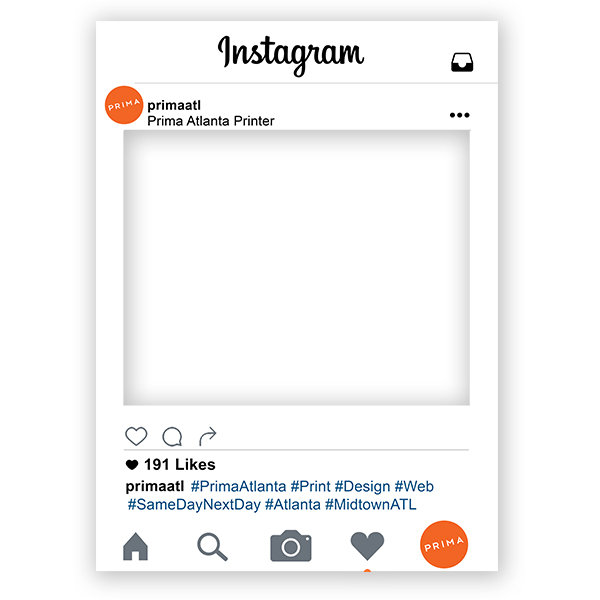 Instagram
PRIMA
primaatl
Prima Atlanta Printer
191 Likes
primaatl #PrimaAtlanta #Print #Design #Web
#SameDayNextDay #Atlanta #MidtownATL
PRIMA